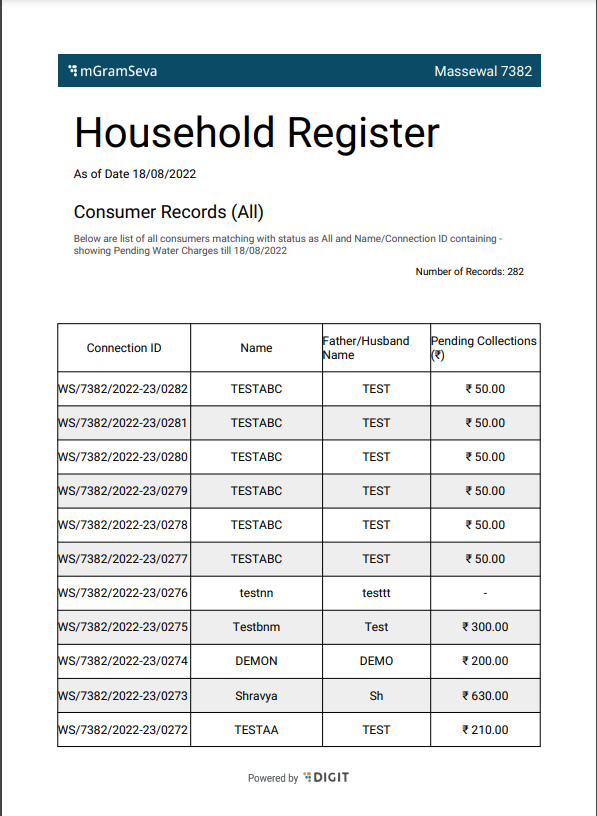 mGramSeva Massewal 7382
Household Register
As of Date 18/08/2022
Consumer Records (All)
Below are list of all consumers matching with status as All and Name/Connection ID containing -
showing Pending Water Charges till 18/08/2022
Number of Records: 282
Connection ID Name Father/Husband Name Pending Collections (₹)
WS/7382/2022-23/0282 TESTABC TEST ₹ 50.00
WS/7382/2022-23/0281 TESTABC TEST ₹ 50.00
WS/7382/2022-23/0280 TESTABC TEST ₹ 50.00
WS/7382/2022-23/0279 TESTABC TEST ₹ 50.00
WS/7382/2022-23/0278 TESTABC TEST ₹ 50.00
WS/7382/2022-23/0277 TESTABC TEST ₹ 50.00
WS/7382/2022-23/0276 testnn testtt -
WS/7382/2022-23/0275 Testbnm Test ₹ 300.00
WS/7382/2022-23/0274 DEMON DEMO ₹ 200.00
WS/7382/2022-23/0273 Shravya Sh ₹ 630.00
WS/7382/2022-23/0272 TESTAA TEST ₹ 210.00
Powered by DIGIT